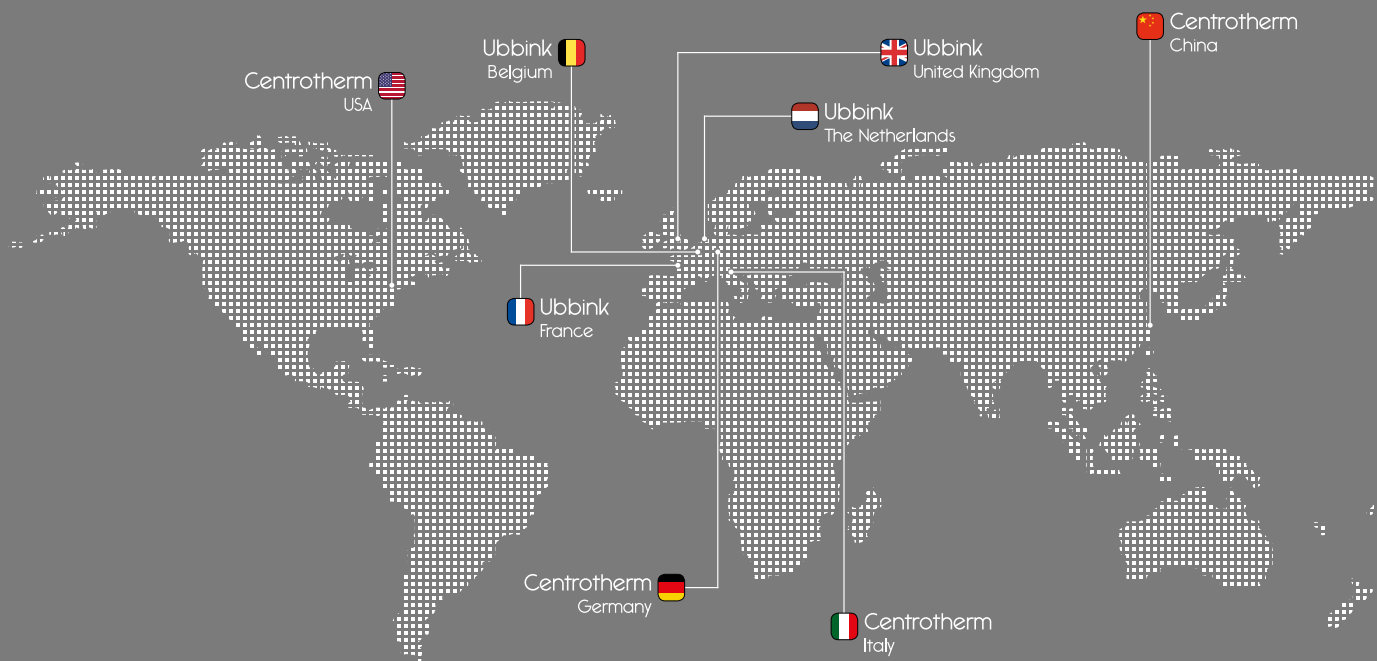 Centrotherm
China
Ubbink
Belgium
Ubbink
United Kingdom
Centrotherm
USA
Ubbink
The Netherlands
Ubbink
France
Centrotherm
Germany
Centrotherm
Italy